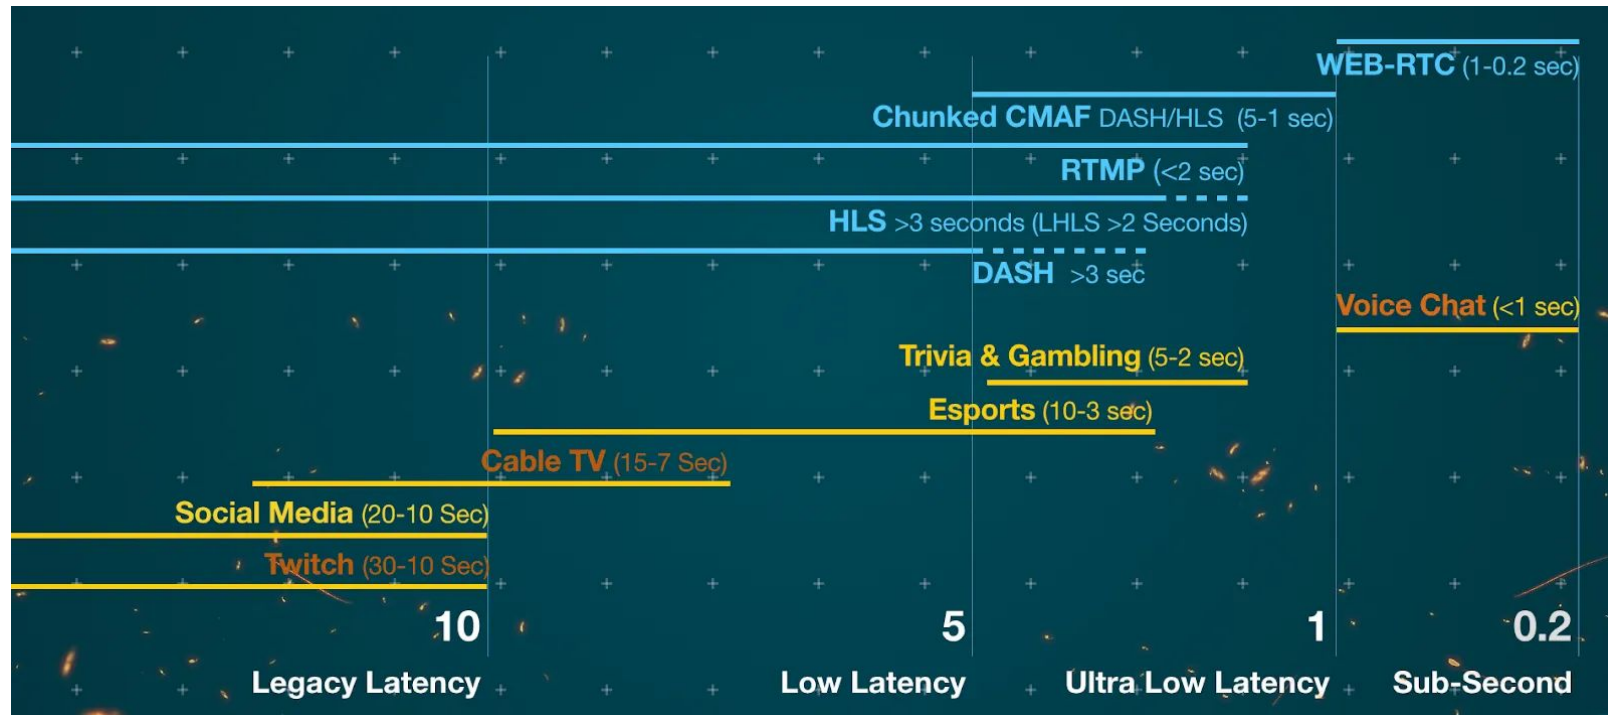 WEB-RTC (1-0.2 sec)
Chunked CMAF DASH/HLS (5-1 sec)
RTMP (<2 sec)
HLS >3 seconds (LHLS >2 Seconds)
DASH >3 sec
Voice Chat (<1 sec)
Trivia & Gambling (5-2 sec)
Esports (10-3 sec)
Cable TV (15-7 Sec)
Social Media (20-10 Sec)
Twitch (30-10 Sec)
10 5 1 0.2
Legacy Latency Low Latency Ultra Low Latency Sub-Second